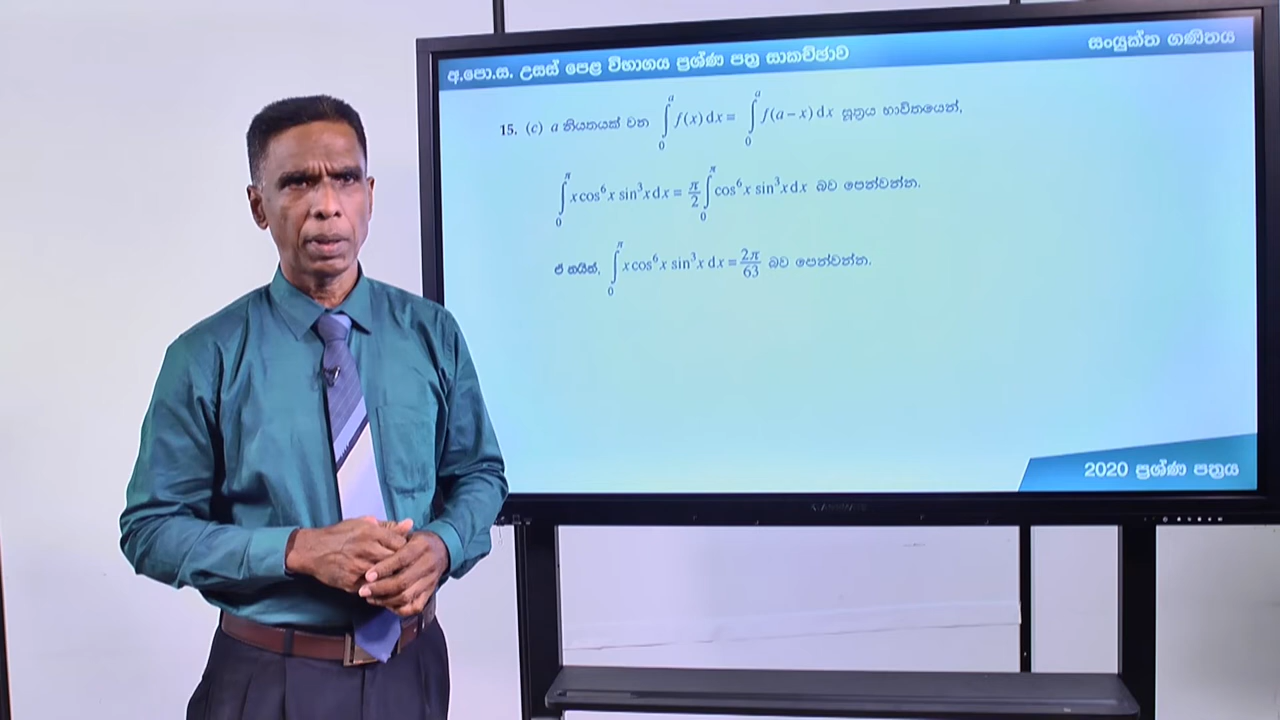 අ.පො.ස. උසස් පෙළ විභාගය ප්‍රශ්ණ පත්‍ර සාකච්ඡාව
සංයුක්ත ගණිතය
15. (c) a නියතයක් වන ∫₀ᵃ f(x) dx = ∫₀ᵃ f(a − x) dx සූත්‍රය භාවිතයෙන්,
∫₀^π x cos⁶x sin³x dx = π/2 ∫₀^π cos⁶x sin³x dx බව පෙන්වන්න.
ඒ නයින්, ∫₀^π x cos⁶x sin³x dx = 2π/63 බව පෙන්වන්න.
2020 ප්‍රශ්ණ පත්‍රය